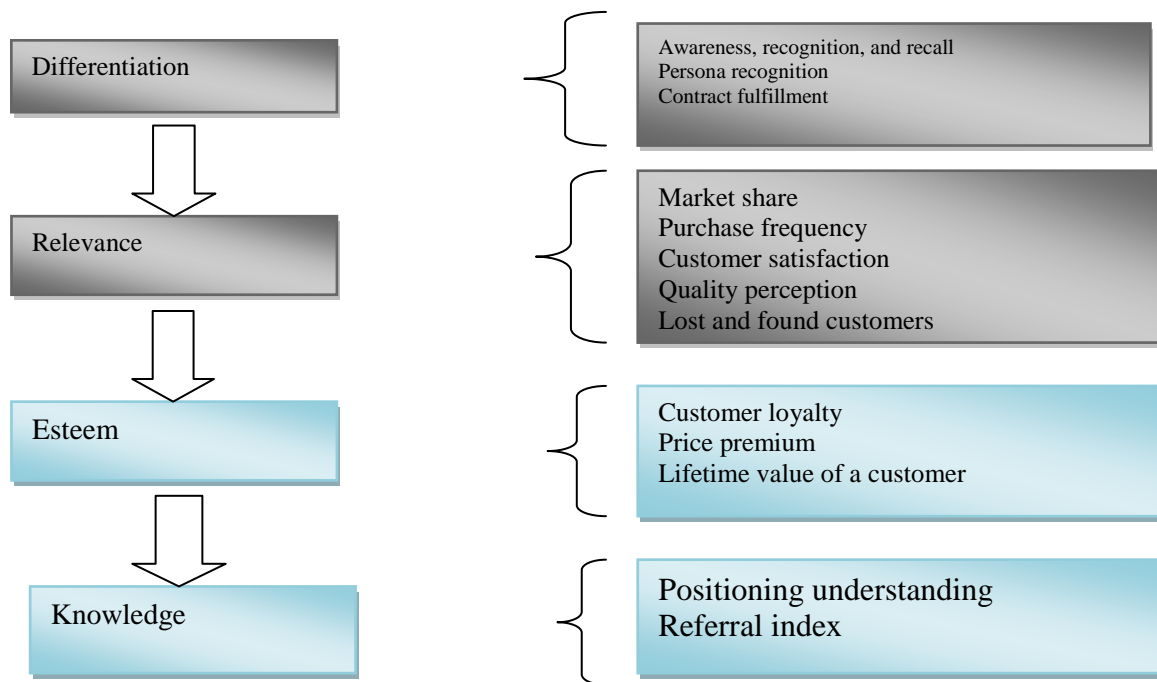 Differentiation
Awareness, recognition, and recall
Persona recognition
Contract fulfillment
Relevance
Market share
Purchase frequency
Customer satisfaction
Quality perception
Lost and found customers
Esteem
Customer loyalty
Price premium
Lifetime value of a customer
Knowledge
Positioning understanding
Referral index